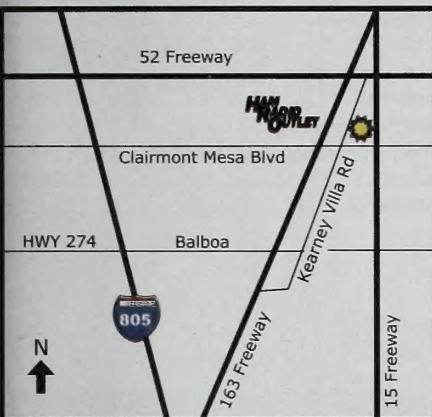 52 Freeway
HAM
RADIO
OUTLET
Clairmont Mesa Blvd
Kearney Villa Rd
HWY 274
Balboa
805
N
163 Freeway
15 Freeway